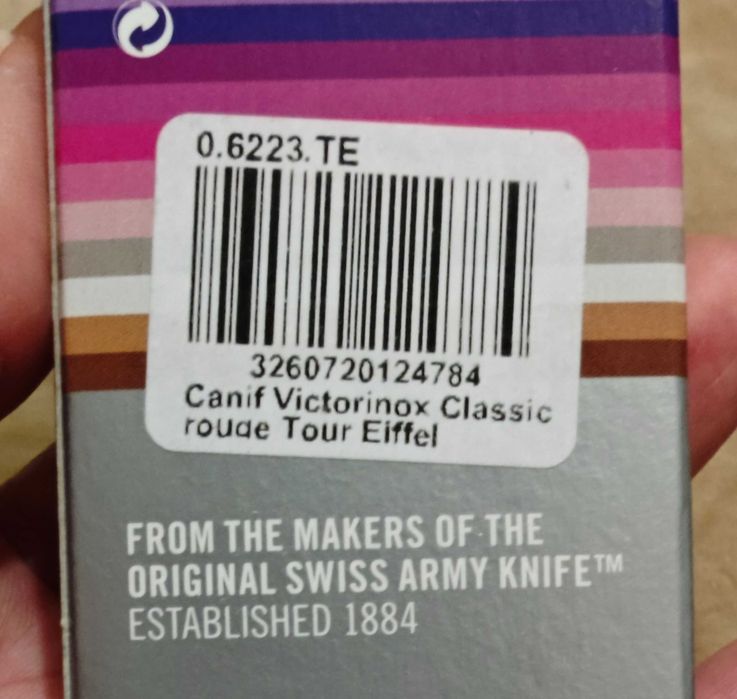 0.6223.TE
3260720124784
Canif Victorinox Classic
rouge Tour Eiffel
FROM THE MAKERS OF THE
ORIGINAL SWISS ARMY KNIFE™
ESTABLISHED 1884